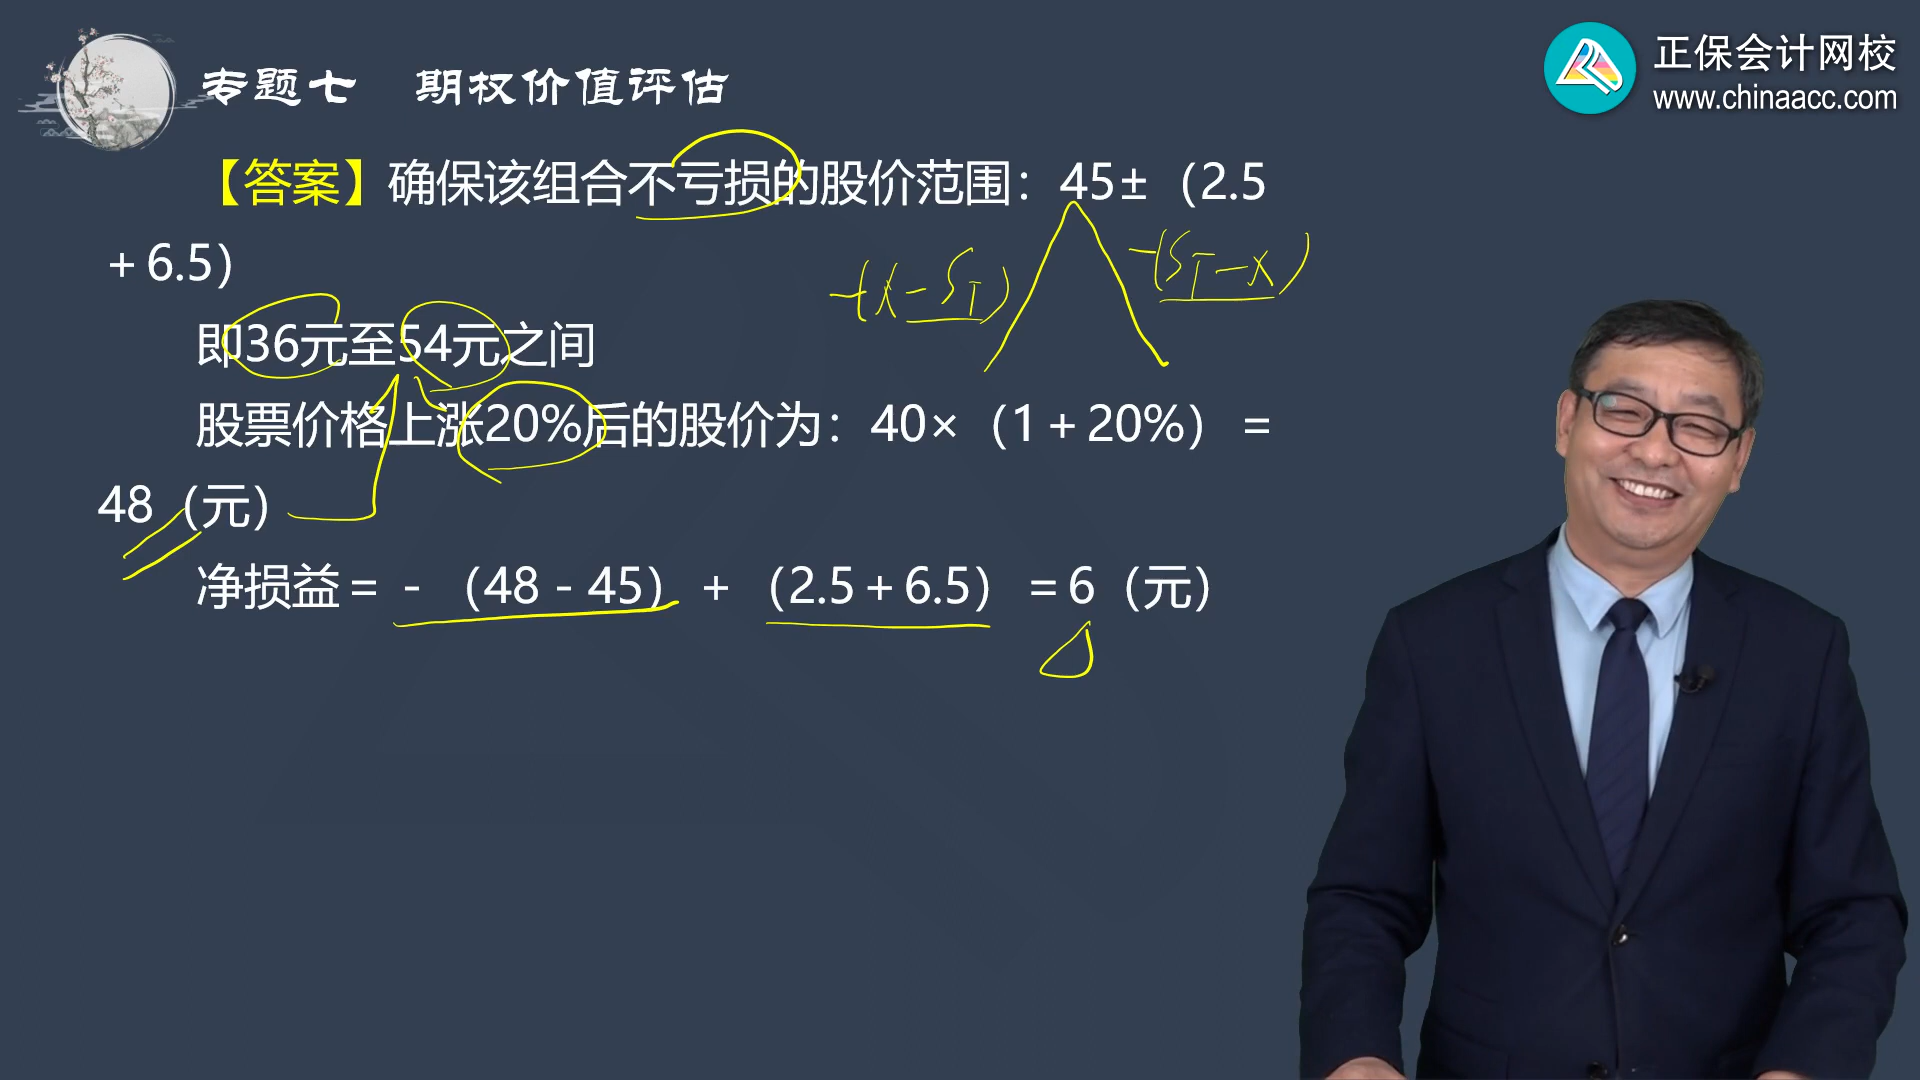 专题七 期权价值评估
正保会计网校
www.chinaacc.com
【答案】确保该组合不亏损的股价范围：45±（2.5
＋6.5）
-(X-ST)
-(ST-X)
即36元至54元之间
股票价格上涨20%后的股价为：40×（1＋20%）＝
48（元）
净损益＝－（48－45）＋（2.5＋6.5）＝6（元）